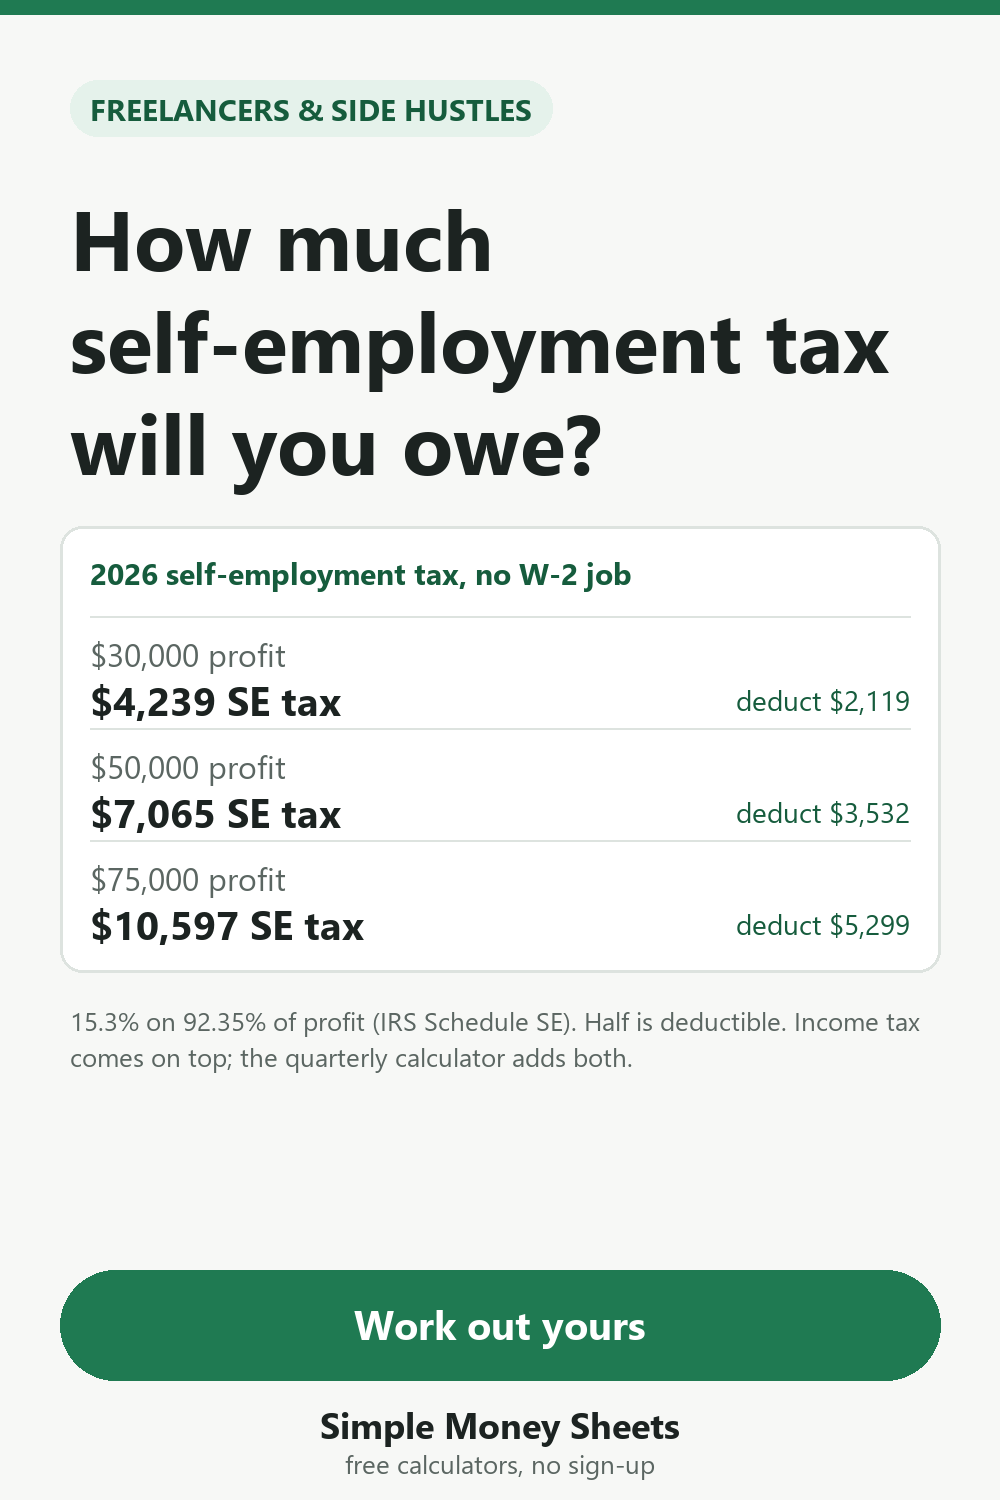 FREELANCERS & SIDE HUSTLES
How much
self-employment tax
will you owe?
2026 self-employment tax, no W-2 job
$30,000 profit
$4,239 SE tax
deduct $2,119
$50,000 profit
$7,065 SE tax
deduct $3,532
$75,000 profit
$10,597 SE tax
deduct $5,299
15.3% on 92.35% of profit (IRS Schedule SE). Half is deductible. Income tax
comes on top; the quarterly calculator adds both.
Work out yours
Simple Money Sheets
free calculators, no sign-up